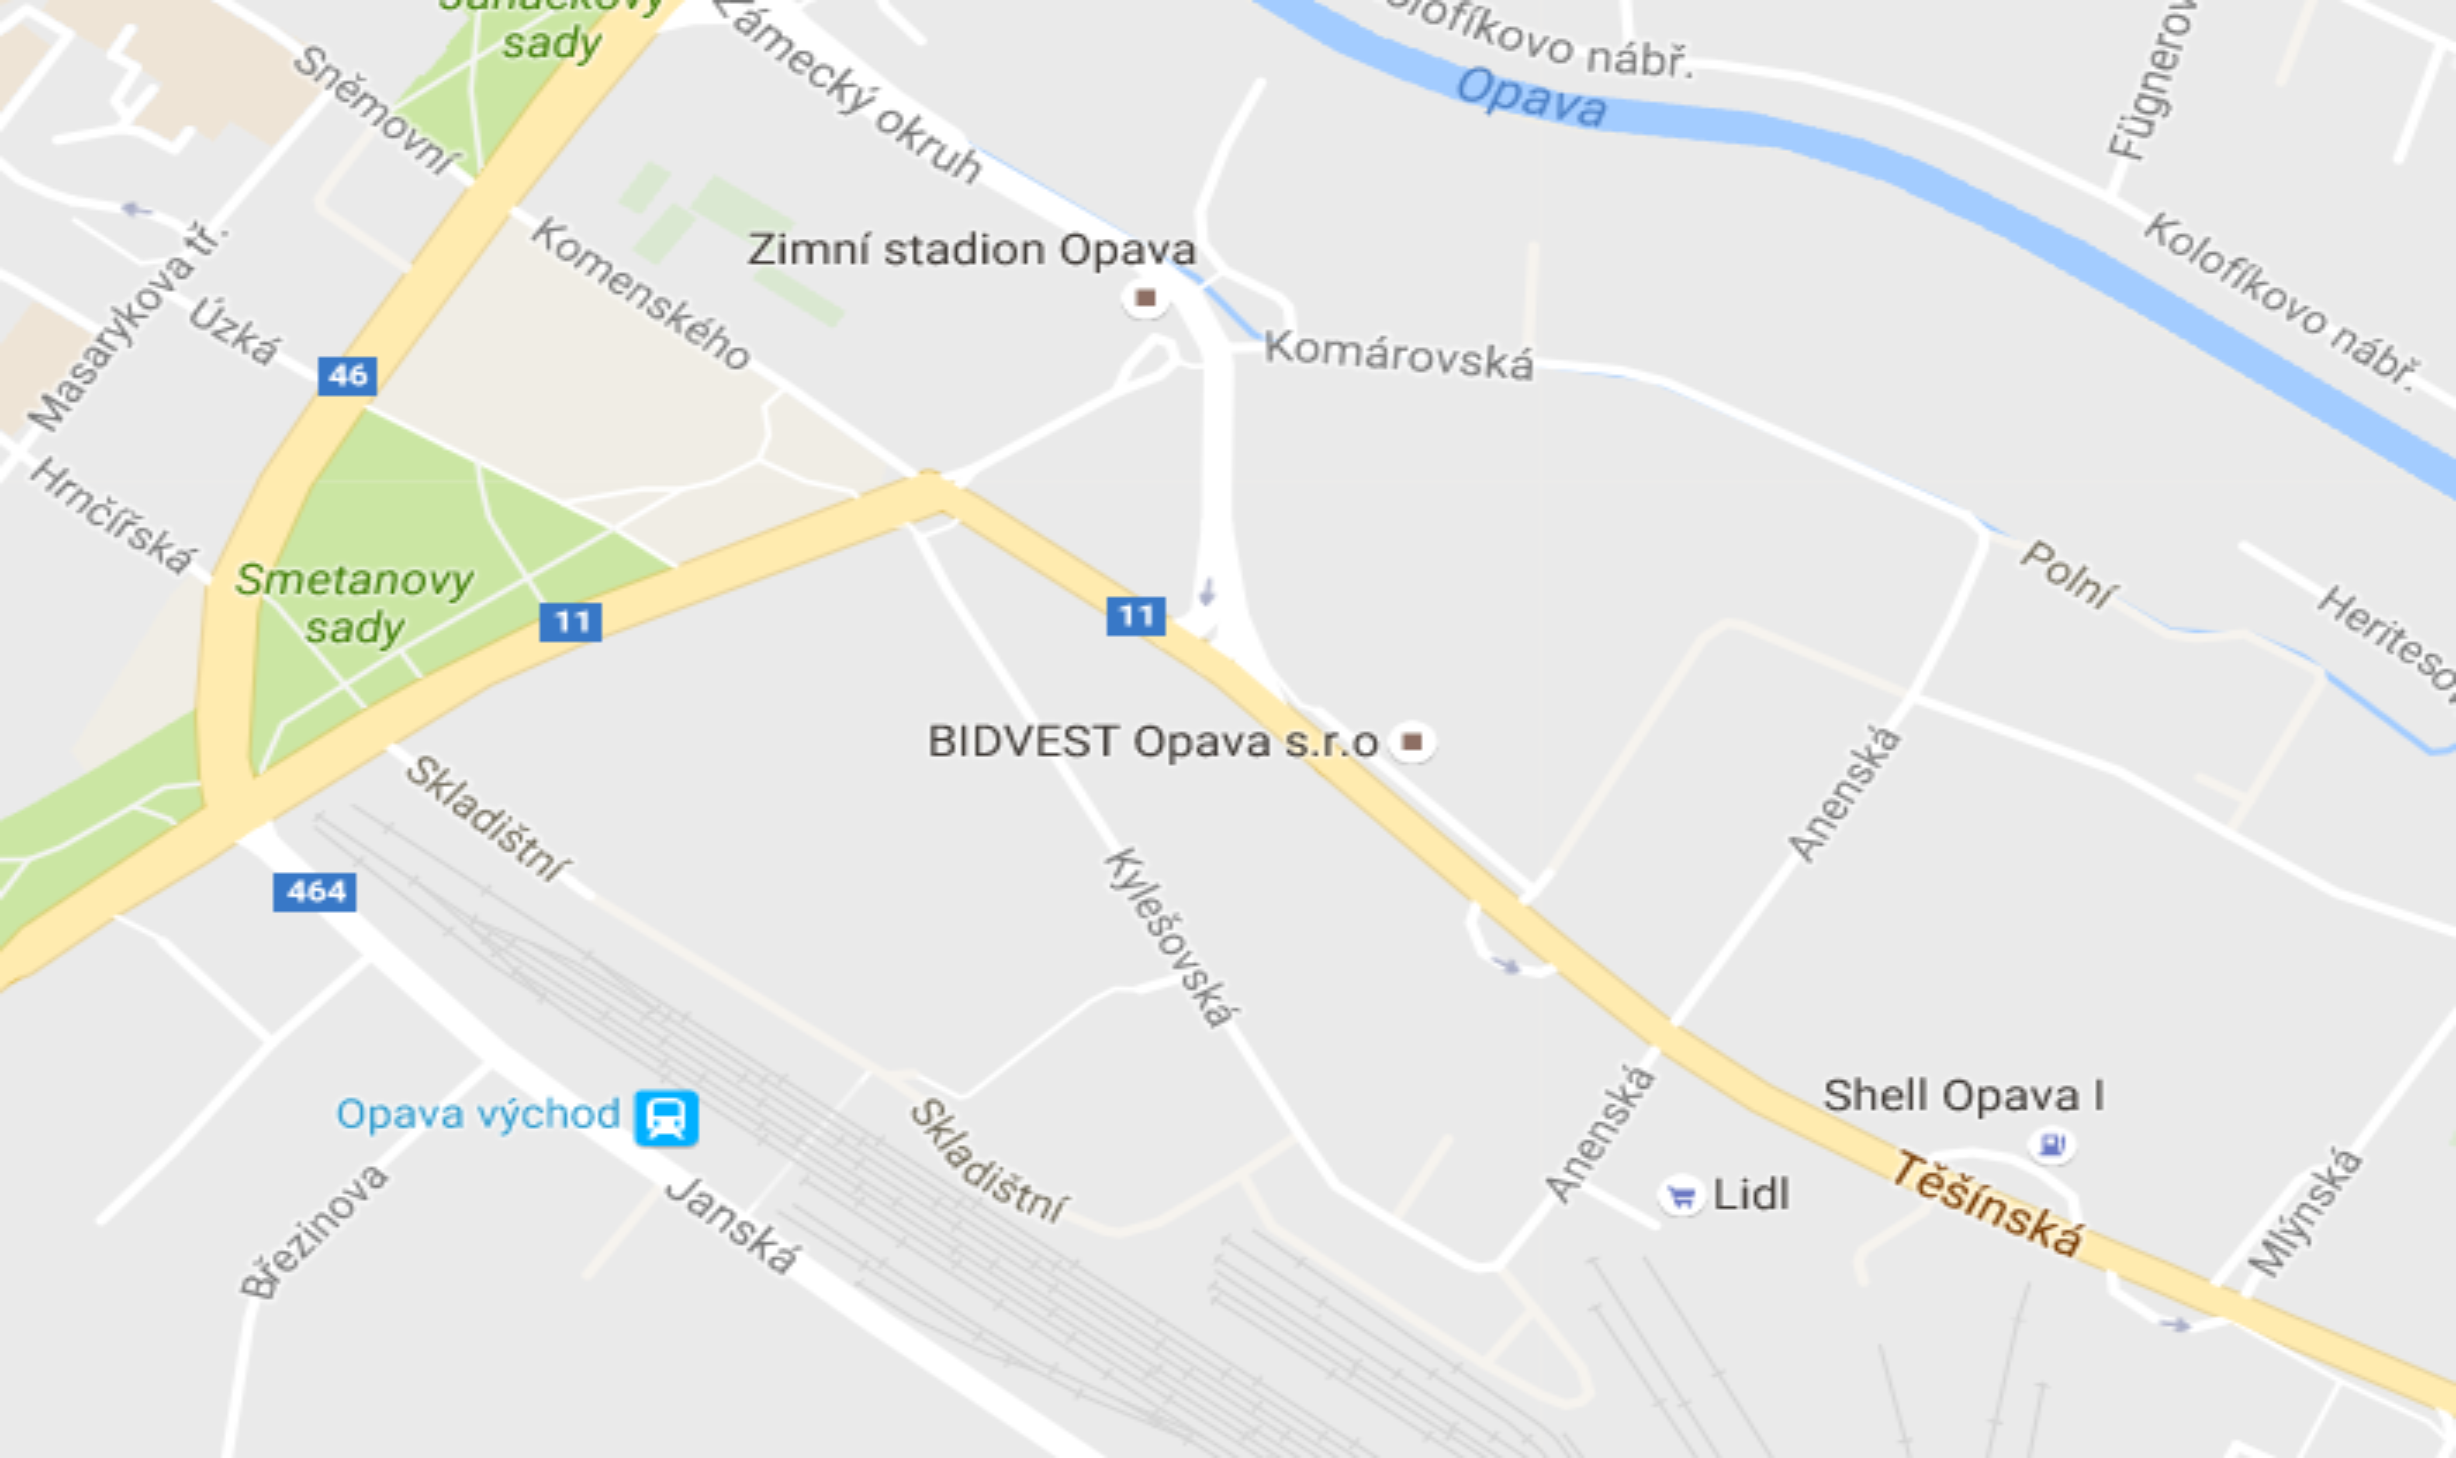 sady
Sněmovní
Zámecký okruh
nábř.
Opava
Komenského
Zimní stadion Opava
Masarykova tř.
Úzká
46
Komárovská
Kolofíkovo nábř.
Hrnčířská
Smetanovy
sady
11
11
Polní
BIDVEST Opava s.r.o
Skladištní
Anenská
464
Kylešovská
Opava východ
Skladištní
Anenská
Shell Opava I
Lidl
Těšínská
Mlýnská
Janská
Březinova